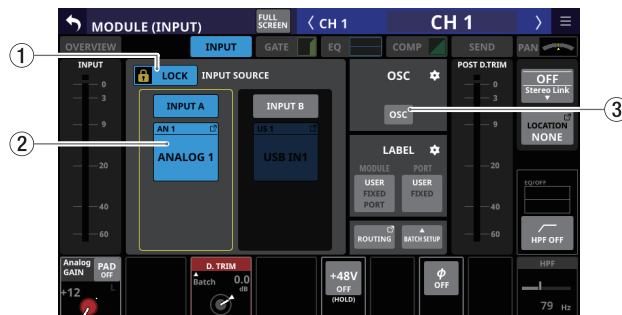 MODULE (INPUT)
FULL
SCREEN
CH 1
CH 1
OVERVIEW
INPUT
GATE
EQ
COMP
SEND
PAN
1
INPUT
0
3
9
20
40
60
LOCK
INPUT SOURCE
INPUT A
AN 1
ANALOG 1
INPUT B
US 1
USB IN1
2
OSC
OSC
3
LABEL
MODULE
PORT
USER
FIXED
PORT
USER
FIXED
ROUTING
BATCH SETUP
POST D.TRIM
0
3
9
20
40
60
OFF
Stereo Link
LOCATION
NONE
EQ/OFF
HPF OFF
Analog
GAIN
PAD
OFF
+12
L
D. TRIM
Batch
0.0
dB
+48V
OFF
(HOLD)
ϕ
OFF
HPF
79 Hz